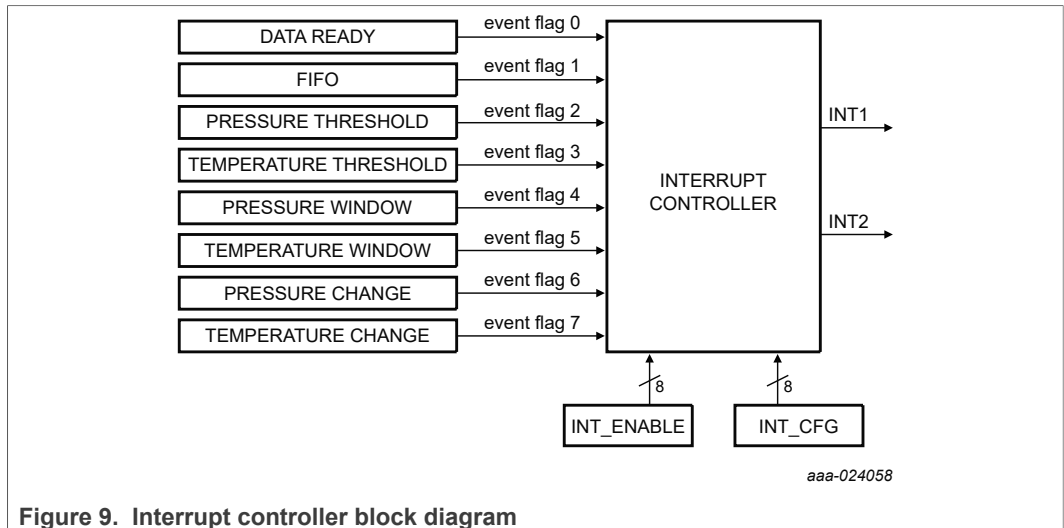 DATA READY
event flag 0
FIFO
event flag 1
PRESSURE THRESHOLD
event flag 2
TEMPERATURE THRESHOLD
event flag 3
PRESSURE WINDOW
event flag 4
TEMPERATURE WINDOW
event flag 5
PRESSURE CHANGE
event flag 6
TEMPERATURE CHANGE
event flag 7
INTERRUPT
CONTROLLER
INT1
INT2
8
8
INT_ENABLE
INT_CFG
aaa-024058
Figure 9. Interrupt controller block diagram